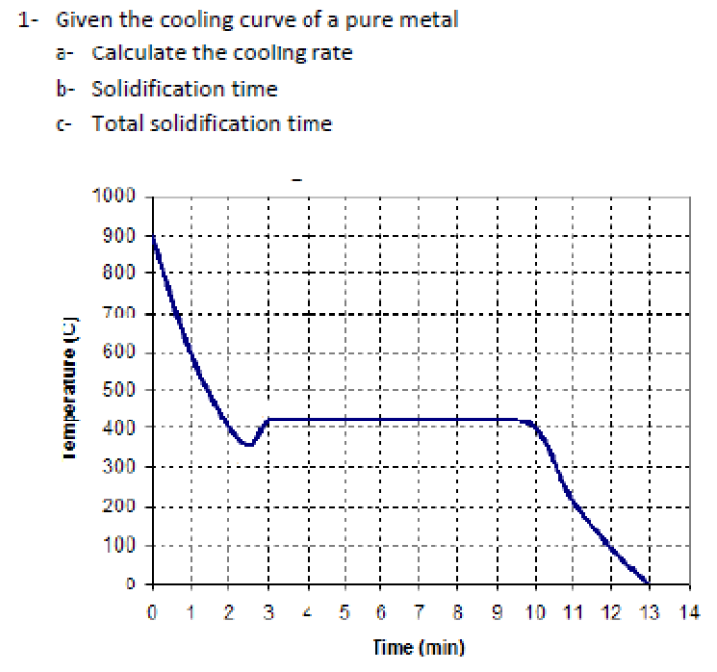 1- Given the cooling curve of a pure metal
a- Calculate the cooling rate
b- Solidification time
c- Total solidification time
1000
900
800
700
600
500
400
300
200
100
0
Temperature (C)
0 1 2 3 4 5 6 7 8 9 10 11 12 13 14
Time (min)